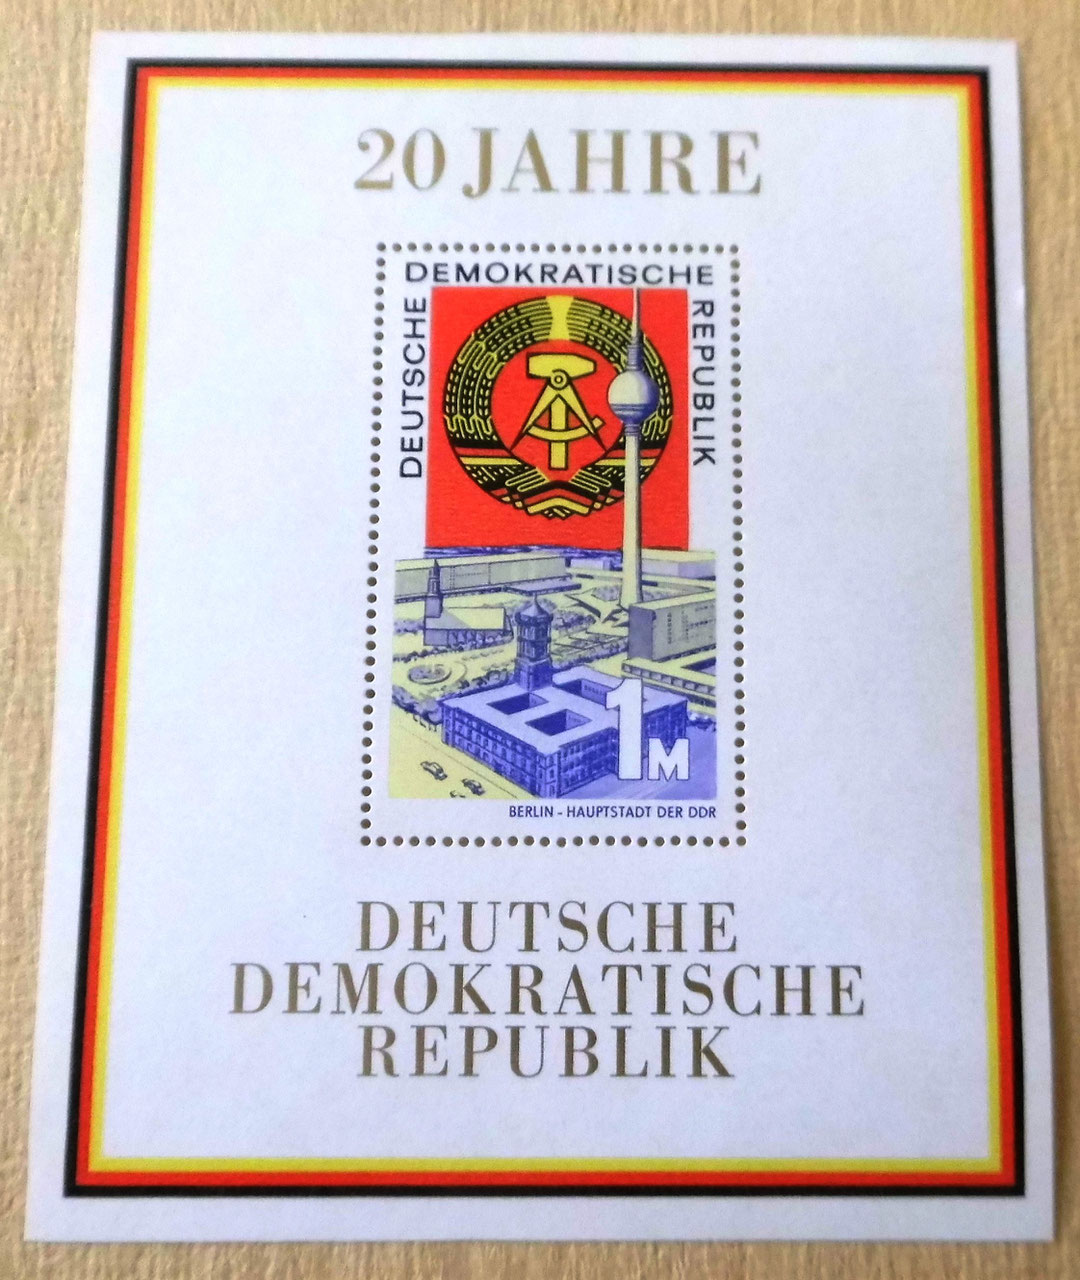 20 JAHRE
DEUTSCHE DEMOKRATISCHE REPUBLIK
1M
BERLIN - HAUPTSTADT DER DDR
DEUTSCHE
DEMOKRATISCHE
REPUBLIK